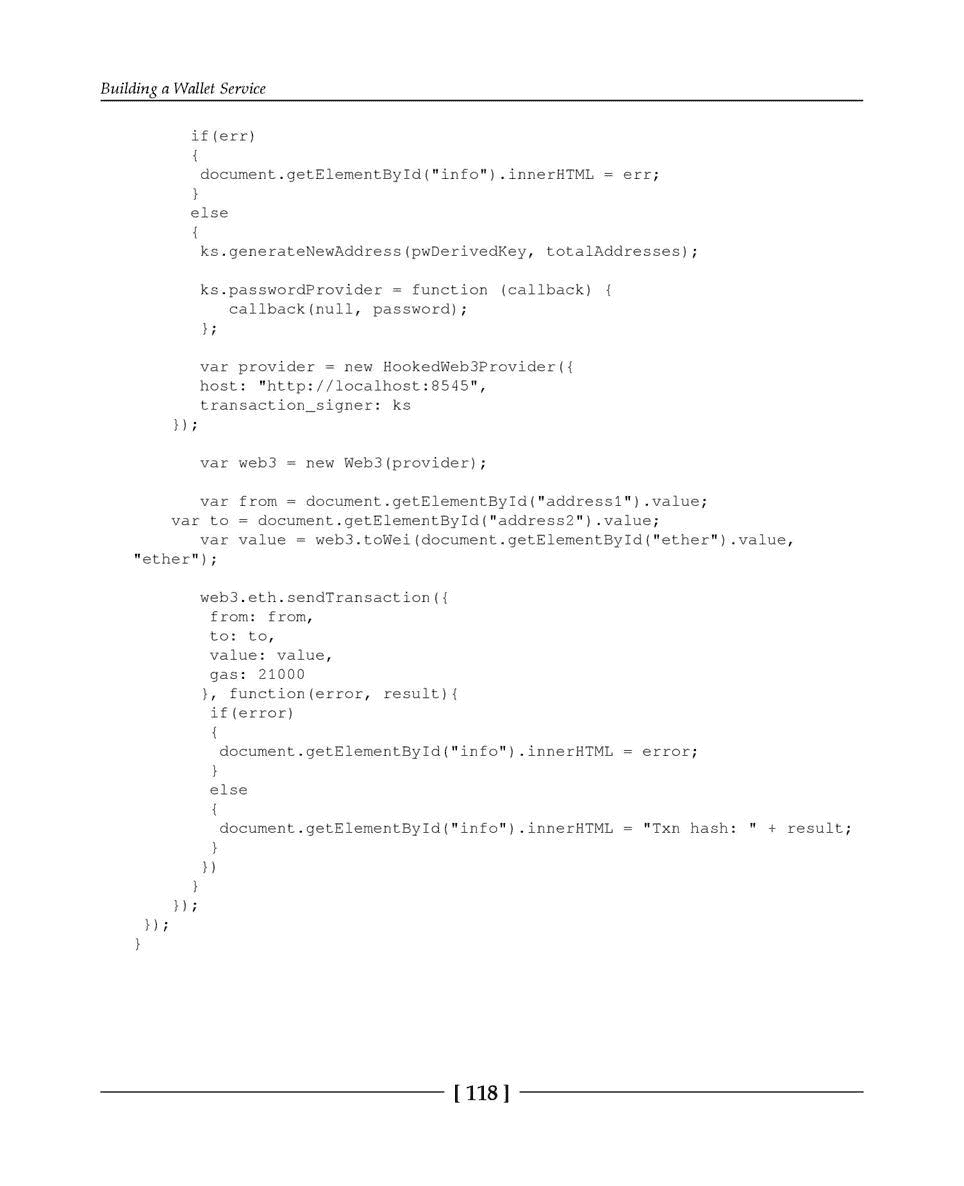 Building a Wallet Service
if(err)
{
document.getElementById("info").innerHTML = err;
}
else
{
ks.generateNewAddress(pwDerivedKey, totalAddresses);
ks.passwordProvider = function (callback) {
callback(null, password);
};
var provider = new HookedWeb3Provider({
host: "http://localhost:8545",
transaction_signer: ks
});
var web3 = new Web3(provider);
var from = document.getElementById("address1").value;
var to = document.getElementById("address2").value;
var value = web3.toWei(document.getElementById("ether").value,
"ether");
web3.eth.sendTransaction({
from: from,
to: to,
value: value,
gas: 21000
}, function(error, result){
if(error)
{
document.getElementById("info").innerHTML = error;
}
else
{
document.getElementById("info").innerHTML = "Txn hash: " + result;
}
})
}
});
});
}
[ 118 ]